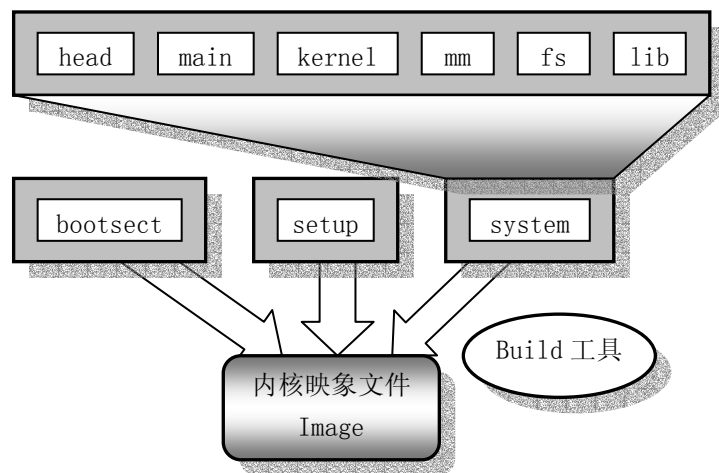 head main kernel mm fs lib
bootsect setup system
Build 工具
内核映象文件
Image